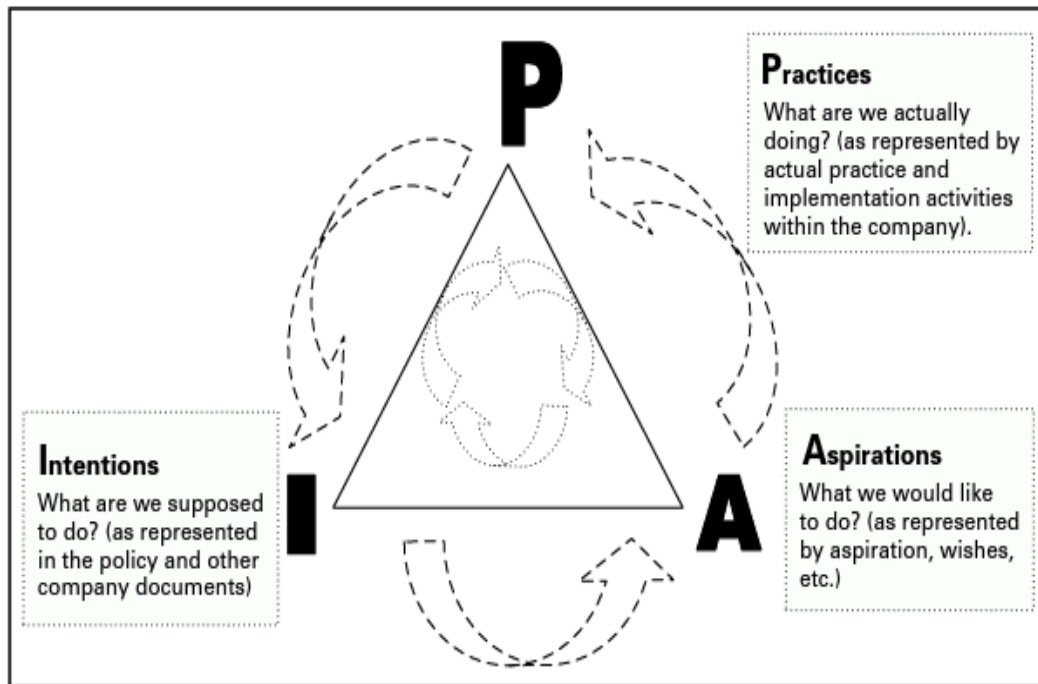 P
Practices
What are we actually
doing? (as represented by
actual practice and
implementation activities
within the company).
Intentions
What are we supposed
to do? (as represented
in the policy and other
company documents)
I
A
Aspirations
What we would like
to do? (as represented
by aspiration, wishes,
etc.)